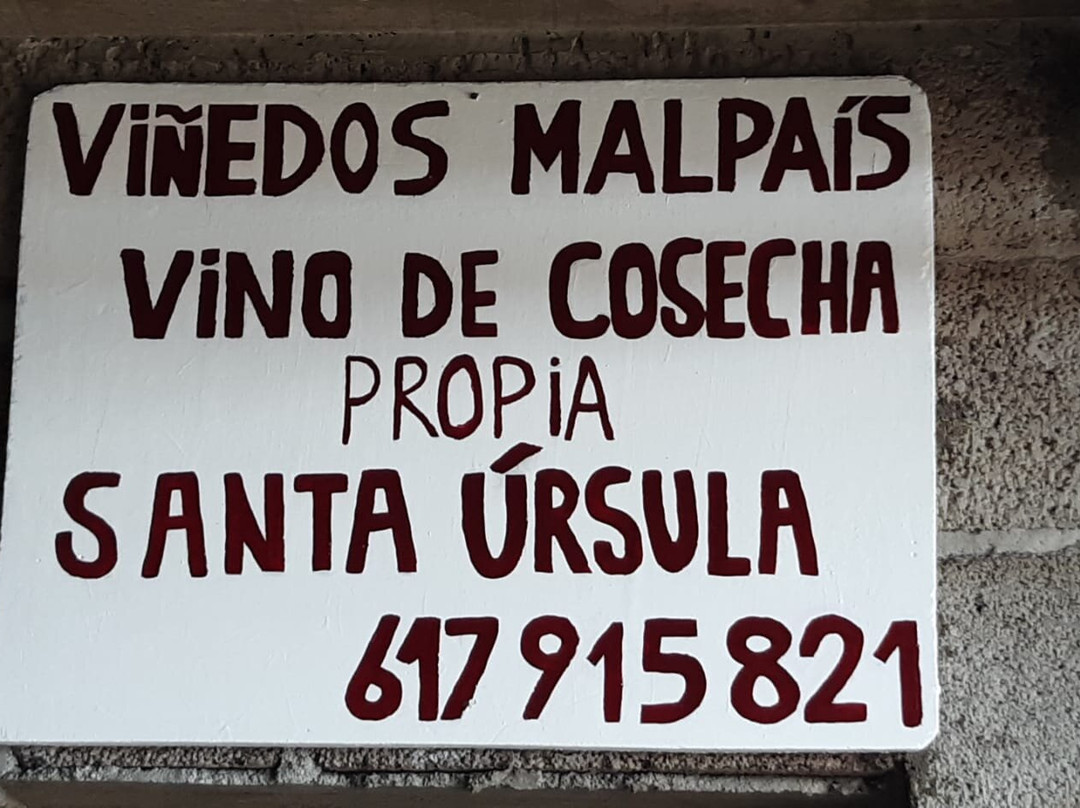 ViÑEDOS MALPAíS
ViNO DE COSECHA
PROPiA
SANTA ÚRSULA
617 915 821